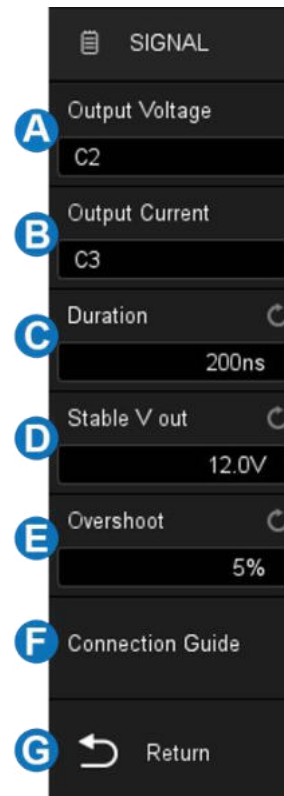 SIGNAL
A
Output Voltage
C2
B
Output Current
C3
C
Duration
200ns
D
Stable V out
12.0V
E
Overshoot
5%
F
Connection Guide
G
Return